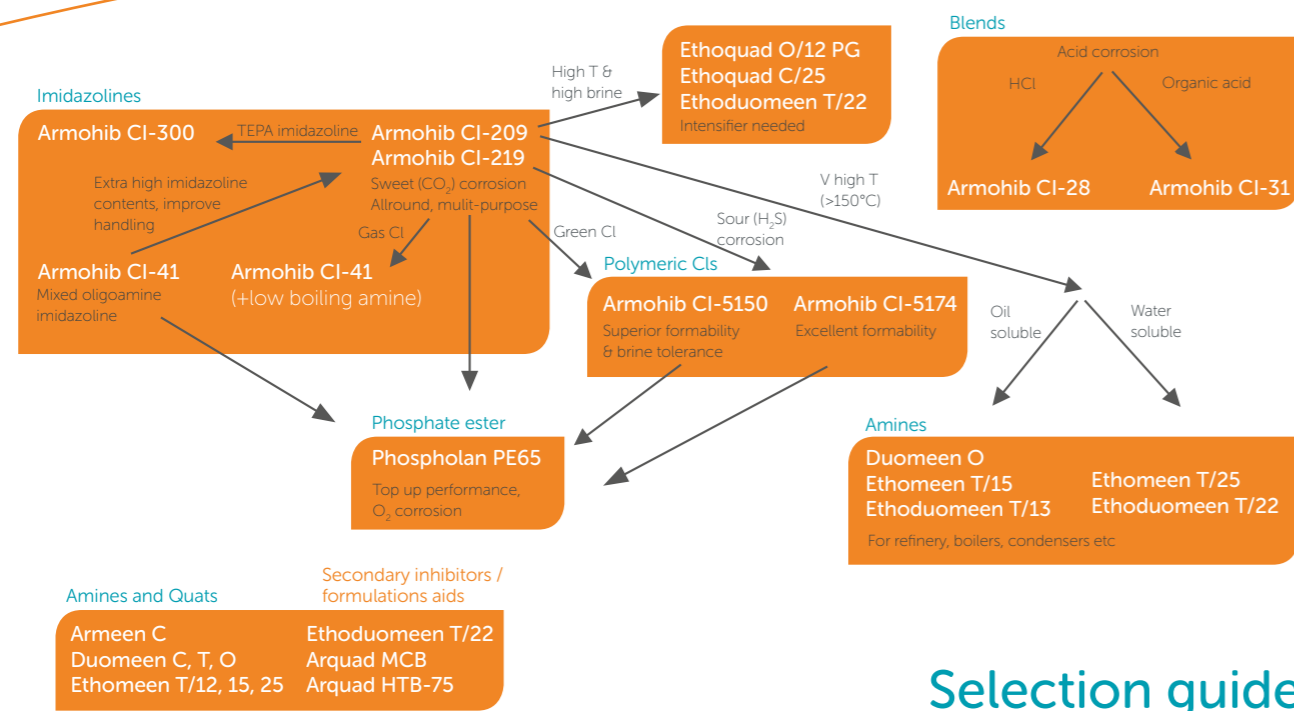 Imidazolines
Armohib CI-300
TEPA imidazoline
Armohib CI-209
Armohib CI-219
Sweet (CO₂) corrosion
Allround, mulit-purpose
Extra high imidazoline
contents, improve
handling
Gas CI
Green CI
Armohib CI-41
Mixed oligoamine
imidazoline
Armohib CI-41
(+low boiling amine)
High T &
high brine
Ethoquad O/12 PG
Ethoquad C/25
Ethoduomeen T/22
Intensifier needed
Blends
Acid corrosion
HCl
Organic acid
Armohib CI-28
Armohib CI-31
V high T
(>150°C)
Sour (H₂S)
corrosion
Polymeric CIs
Armohib CI-5150
Superior formability
& brine tolerance
Armohib CI-5174
Excellent formability
Oil
soluble
Water
soluble
Phosphate ester
Phospholan PE65
Top up performance,
O₂ corrosion
Amines
Duomeen O
Ethomeen T/15
Ethoduomeen T/13
Ethomeen T/25
Ethoduomeen T/22
For refinery, boilers, condensers etc
Amines and Quats
Armeen C
Duomeen C, T, O
Ethomeen T/12, 15, 25
Secondary inhibitors /
formulations aids
Ethoduomeen T/22
Arquad MCB
Arquad HTB-75
Selection guide